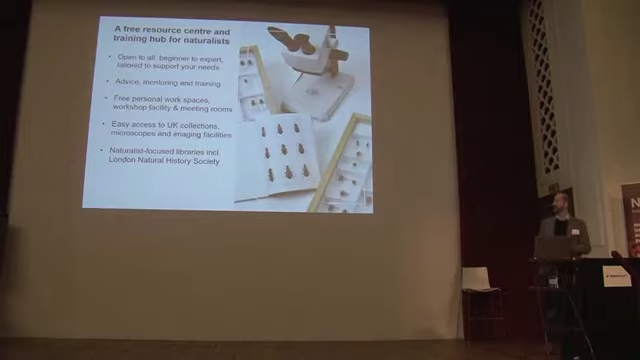 A free resource centre and
training hub for naturalists
• Open to all: beginner to expert,
tailored to support your needs
• Advice, mentoring and training
• Free personal work spaces,
workshop facility & meeting rooms
• Easy access to UK collections,
microscopes and imaging facilities
• Naturalist-focused libraries incl.
London Natural History Society
N